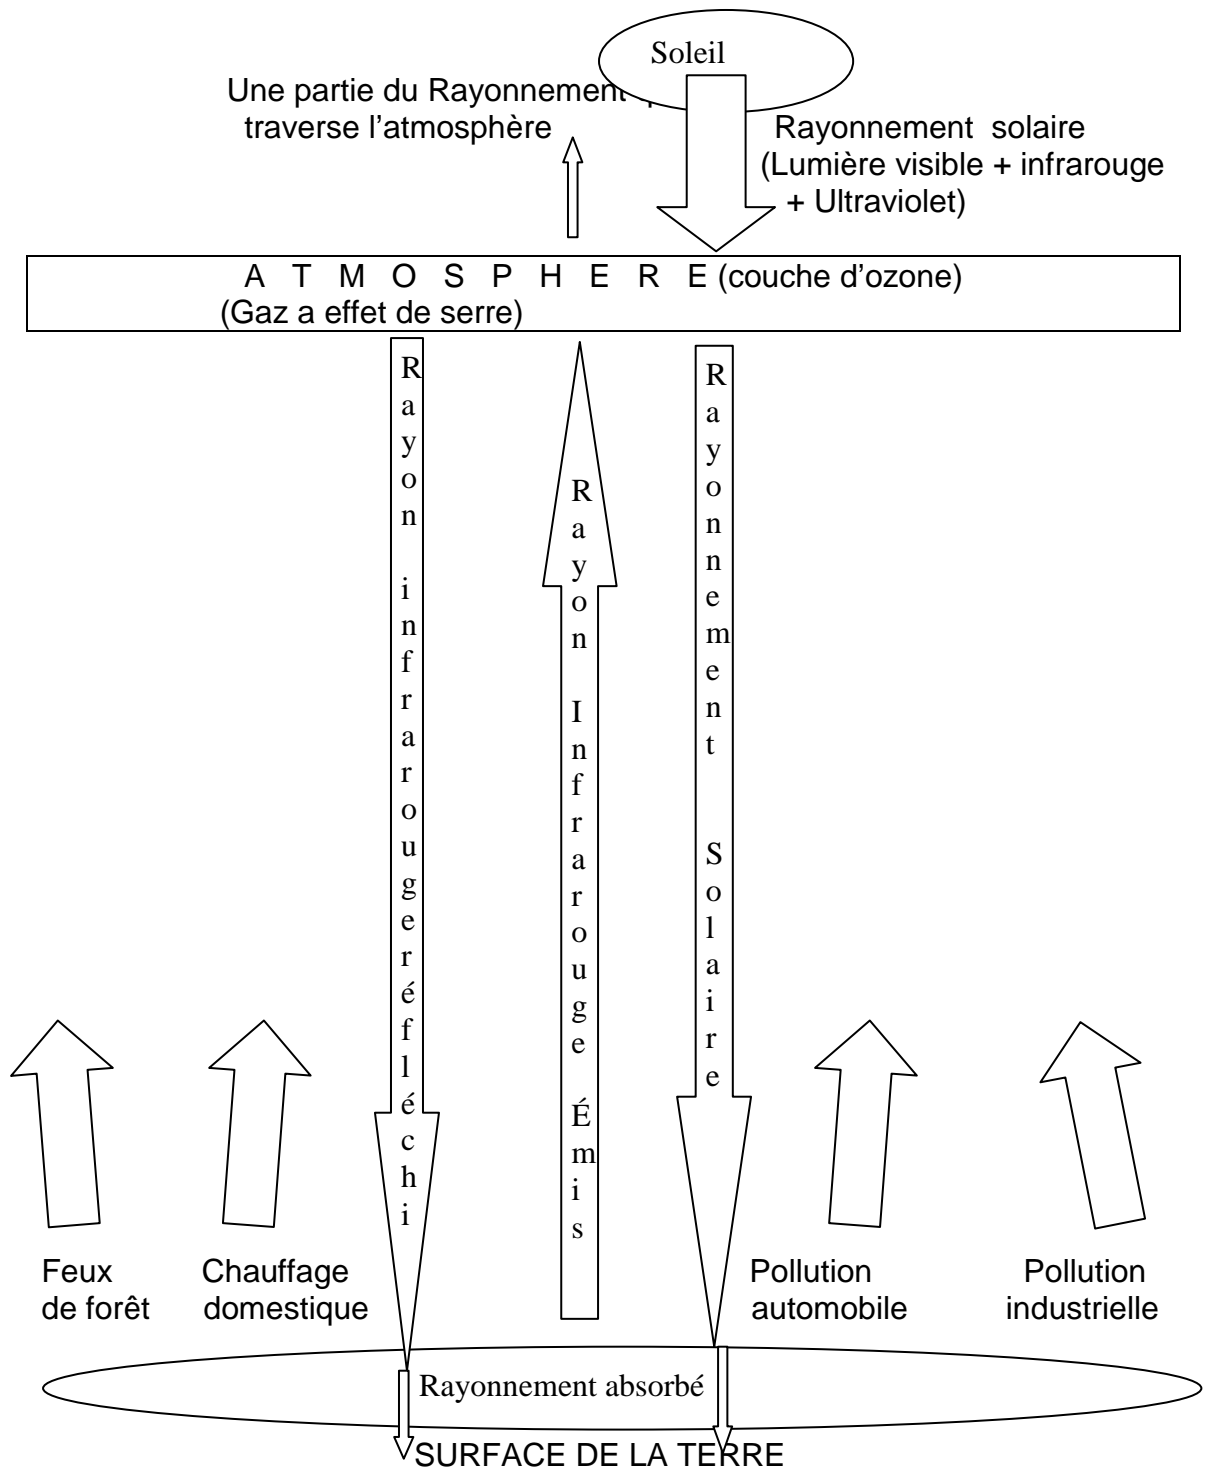 Soleil
Une partie du Rayonnement
traverse l’atmosphère
Rayonnement solaire
(Lumière visible + infrarouge
+ Ultraviolet)
A T M O S P H E R E (couche d’ozone)
(Gaz a effet de serre)
Rayon infrarougeréfléchi
Rayon Infrarouge Émis
Rayonnement Solaire
Feux
de forêt
Chauffage
domestique
Pollution
automobile
Pollution
industrielle
Rayonnement absorbé
SURFACE DE LA TERRE